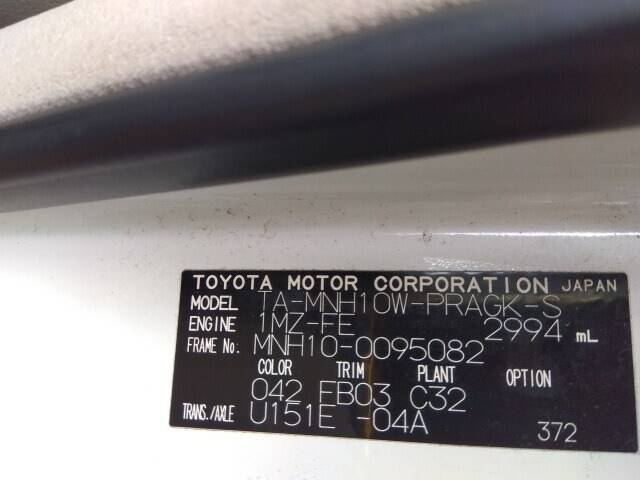 TOYOTA MOTOR CORPORATION JAPAN
MODEL TA-MNH10W-PRAGK-S
ENGINE 1MZ-FE 2994 mL
FRAME No. MNH10-0095082
COLOR TRIM PLANT OPTION
042 EB03 C32
TRANS./AXLE U151E -04A
372